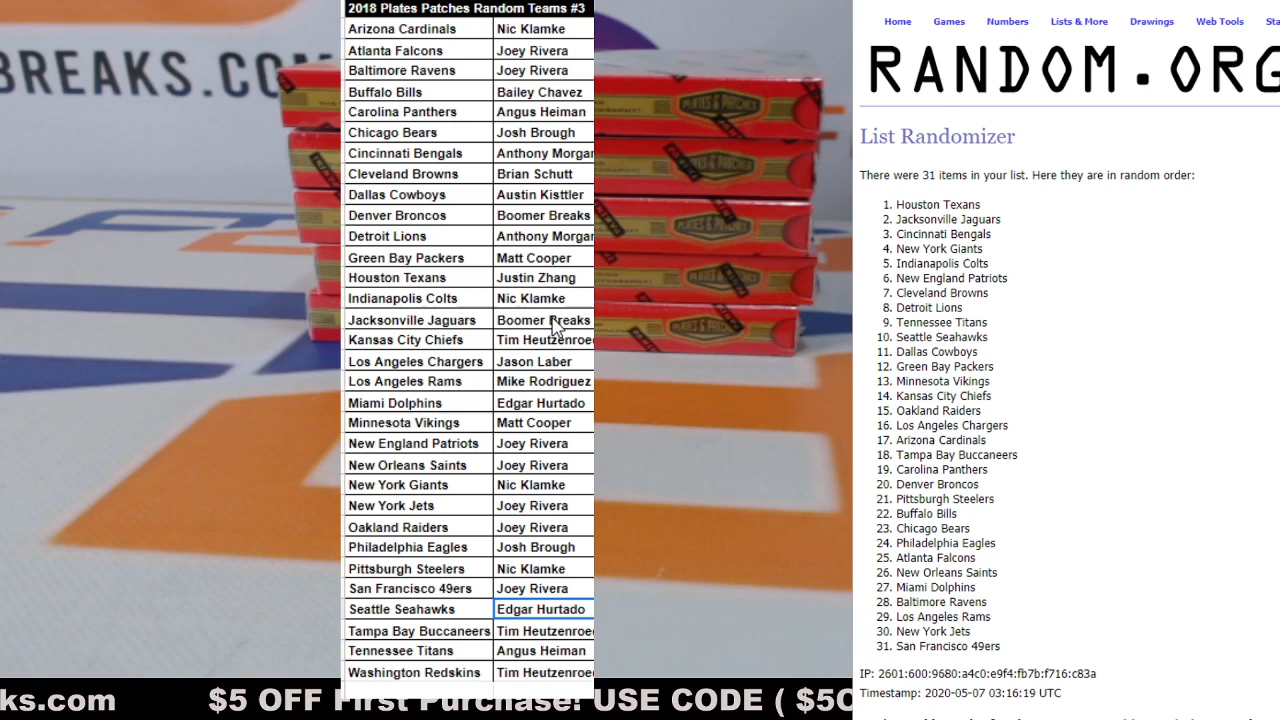 BREAKS.COM
2018 Plates Patches Random Teams #3
Arizona Cardinals Nic Klamke
Atlanta Falcons Joey Rivera
Baltimore Ravens Joey Rivera
Buffalo Bills Bailey Chavez
Carolina Panthers Angus Heiman
Chicago Bears Josh Brough
Cincinnati Bengals Anthony Morgan
Cleveland Browns Brian Schutt
Dallas Cowboys Austin Kisttler
Denver Broncos Boomer Breaks
Detroit Lions Anthony Morgan
Green Bay Packers Matt Cooper
Houston Texans Justin Zhang
Indianapolis Colts Nic Klamke
Jacksonville Jaguars Boomer Breaks
Kansas City Chiefs Tim Heutzenroe
Los Angeles Chargers Jason Laber
Los Angeles Rams Mike Rodriguez
Miami Dolphins Edgar Hurtado
Minnesota Vikings Matt Cooper
New England Patriots Joey Rivera
New Orleans Saints Joey Rivera
New York Giants Nic Klamke
New York Jets Joey Rivera
Oakland Raiders Joey Rivera
Philadelphia Eagles Josh Brough
Pittsburgh Steelers Nic Klamke
San Francisco 49ers Joey Rivera
Seattle Seahawks Edgar Hurtado
Tampa Bay Buccaneers Tim Heutzenroe
Tennessee Titans Angus Heiman
Washington Redskins Tim Heutzenroe
PLATES & PATCHES
PLATES & PATCHES
PLATES & PATCHES
PLATES & PATCHES
PLATES & PATCHES
Home Games Numbers Lists & More Drawings Web Tools Sta
RANDOM.ORG
List Randomizer
There were 31 items in your list. Here they are in random order:
1. Houston Texans
2. Jacksonville Jaguars
3. Cincinnati Bengals
4. New York Giants
5. Indianapolis Colts
6. New England Patriots
7. Cleveland Browns
8. Detroit Lions
9. Tennessee Titans
10. Seattle Seahawks
11. Dallas Cowboys
12. Green Bay Packers
13. Minnesota Vikings
14. Kansas City Chiefs
15. Oakland Raiders
16. Los Angeles Chargers
17. Arizona Cardinals
18. Tampa Bay Buccaneers
19. Carolina Panthers
20. Denver Broncos
21. Pittsburgh Steelers
22. Buffalo Bills
23. Chicago Bears
24. Philadelphia Eagles
25. Atlanta Falcons
26. New Orleans Saints
27. Miami Dolphins
28. Baltimore Ravens
29. Los Angeles Rams
30. New York Jets
31. San Francisco 49ers
IP: 2601:600:9680:a4c0:e9f4:fb7b:f716:c83a
Timestamp: 2020-05-07 03:16:19 UTC
ks.com $5 OFF First Purchase! USE CODE ( $5O